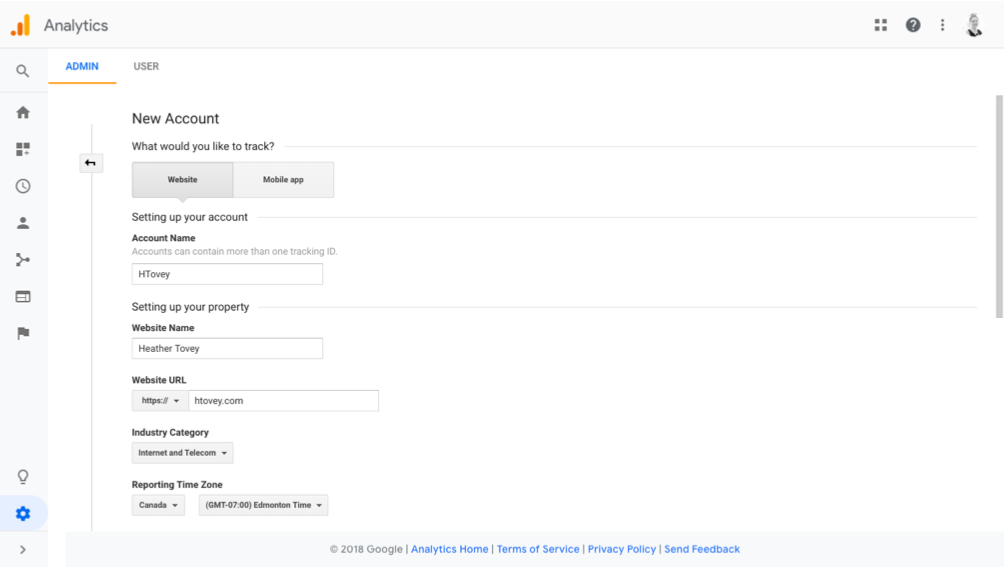 Analytics
ADMIN USER
New Account
What would you like to track?
Website Mobile app
Setting up your account
Account Name
Accounts can contain more than one tracking ID.
HTovey
Setting up your property
Website Name
Heather Tovey
Website URL
https:// htovey.com
Industry Category
Internet and Telecom
Reporting Time Zone
Canada (GMT-07:00) Edmonton Time
© 2018 Google | Analytics Home | Terms of Service | Privacy Policy | Send Feedback